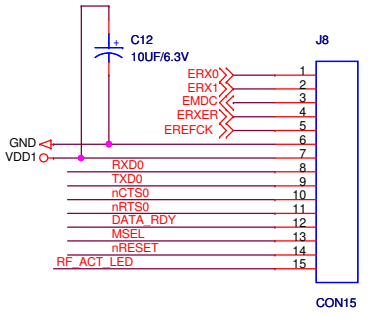 C12
+
10UF/6.3V
J8
ERX0 1
ERX1 2
EMDC 3
ERXER 4
EREFCK 5
GND 6
VDD1 7
RXD0 8
TXD0 9
nCTS0 10
nRTS0 11
DATA_RDY 12
MSEL 13
nRESET 14
RF_ACT_LED 15
CON15